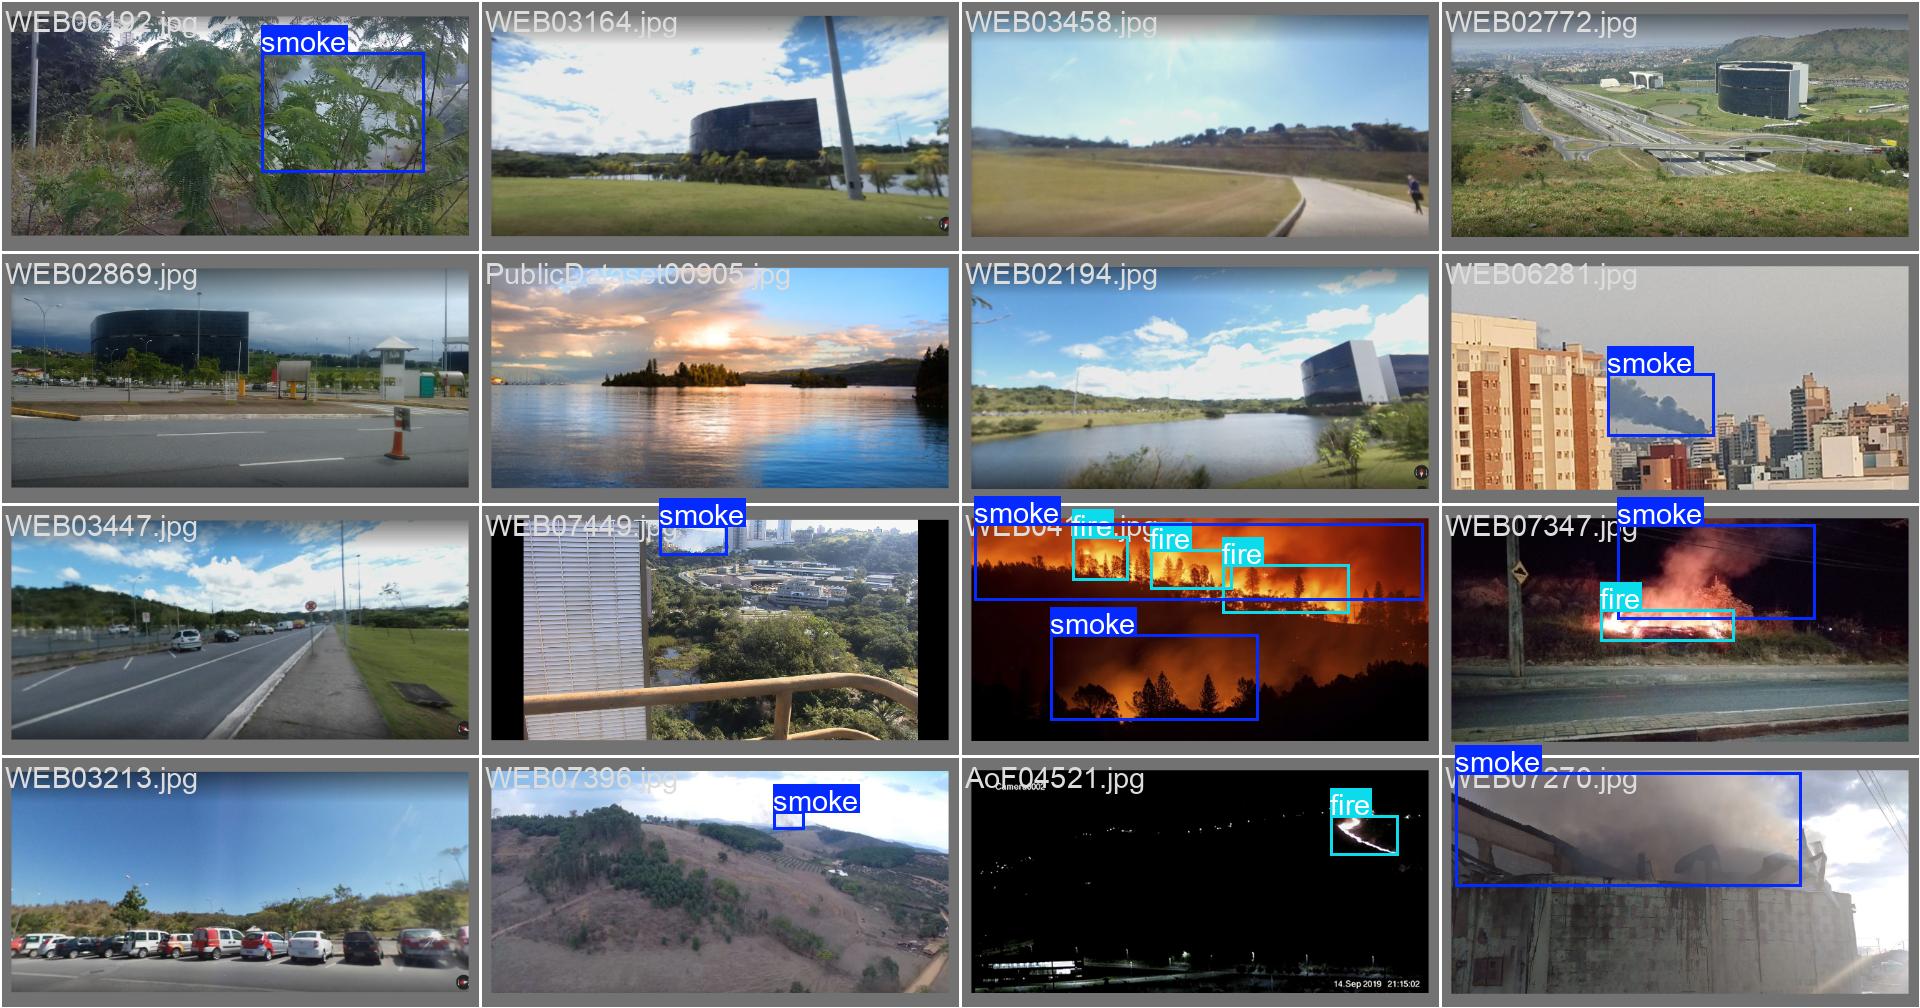 WEB06192.jpg
smoke
WEB03164.jpg
WEB03458.jpg
WEB02772.jpg
WEB02869.jpg
PublicDataset00905.jpg
WEB02194.jpg
WEB06281.jpg
smoke
WEB03447.jpg
WEB07449.jpg
smoke
smoke
fire
fire
fire
smoke
WEB07347.jpg
smoke
fire
WEB03213.jpg
WEB07396.jpg
smoke
AoF04521.jpg
Camera0002
fire
14 Sep 2019 21:15:02
WEB07270.jpg
smoke